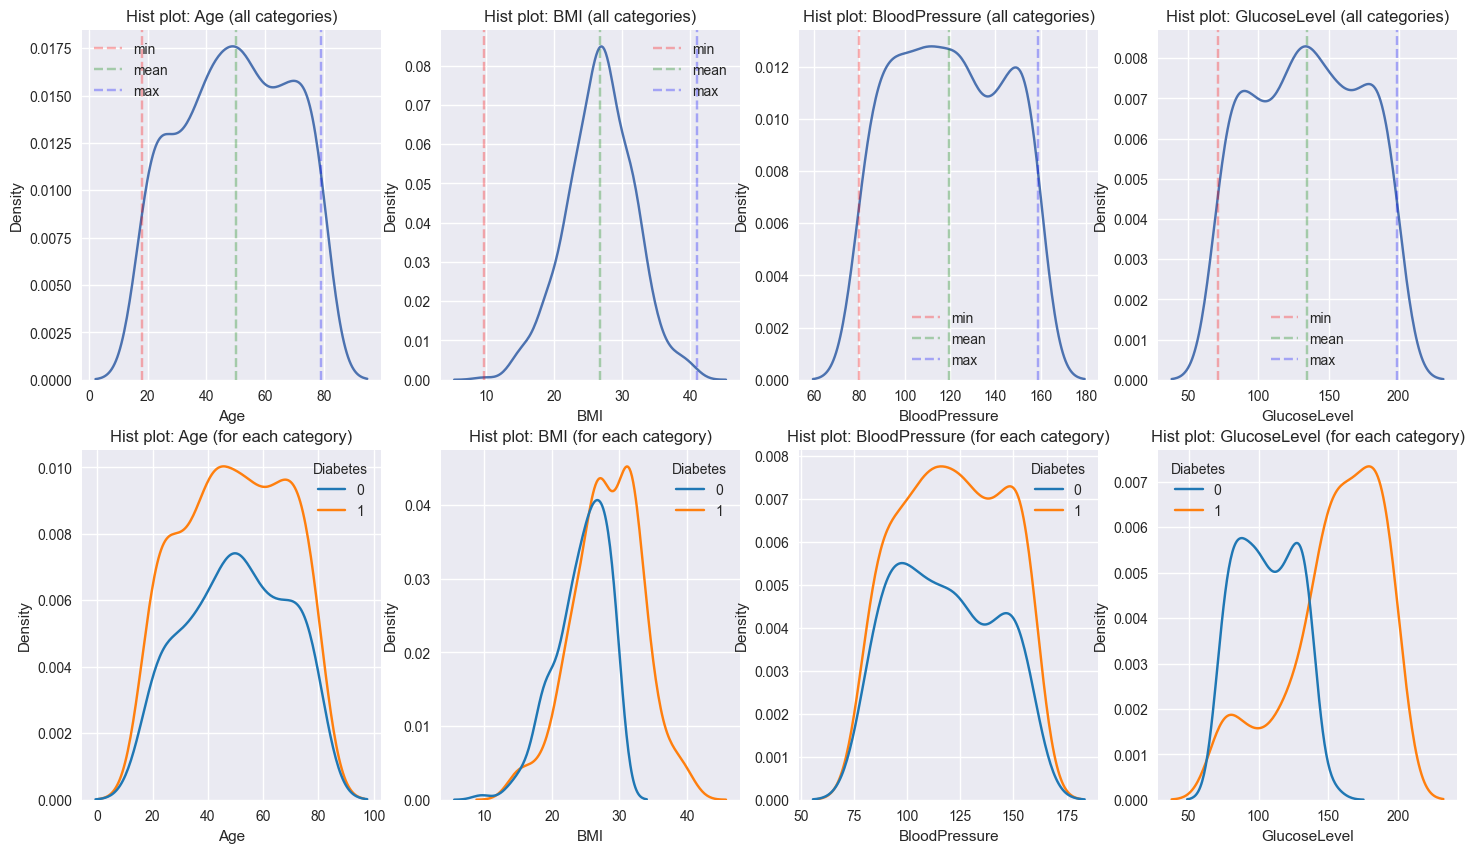 Hist plot: Age (all categories)
min
mean
max
0.0175
0.0150
0.0125
0.0100
0.0075
0.0050
0.0025
0.0000
Density
0
20
40
60
80
Age
Hist plot: BMI (all categories)
min
mean
max
0.08
0.07
0.06
0.05
0.04
0.03
0.02
0.01
0.00
Density
10
20
30
40
BMI
Hist plot: BloodPressure (all categories)
0.012
0.010
0.008
0.006
0.004
0.002
0.000
Density
min
mean
max
60
80
100
120
140
160
180
BloodPressure
Hist plot: GlucoseLevel (all categories)
0.008
0.007
0.006
0.005
0.004
0.003
0.002
0.001
0.000
Density
min
mean
max
50
100
150
200
GlucoseLevel
Hist plot: Age (for each category)
Diabetes
0
1
0.010
0.008
0.006
0.004
0.002
0.000
Density
0
20
40
60
80
100
Age
Hist plot: BMI (for each category)
Diabetes
0
1
0.04
0.03
0.02
0.01
0.00
Density
10
20
30
40
BMI
Hist plot: BloodPressure (for each category)
Diabetes
0
1
0.008
0.007
0.006
0.005
0.004
0.003
0.002
0.001
0.000
Density
50
75
100
125
150
175
BloodPressure
Hist plot: GlucoseLevel (for each category)
Diabetes
0
1
0.007
0.006
0.005
0.004
0.003
0.002
0.001
0.000
Density
50
100
150
200
GlucoseLevel